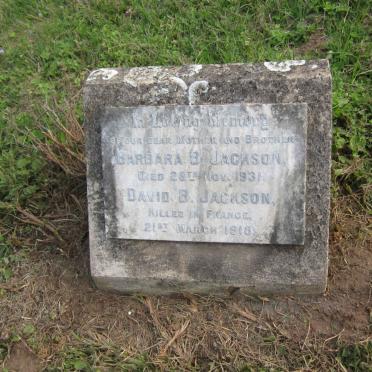 In Loving Memory
of our dear Mother and Brother
Barbara B. Jackson.
Died 28th Nov. 1931.
David B. Jackson.
Killed in France.
21st March 1918.